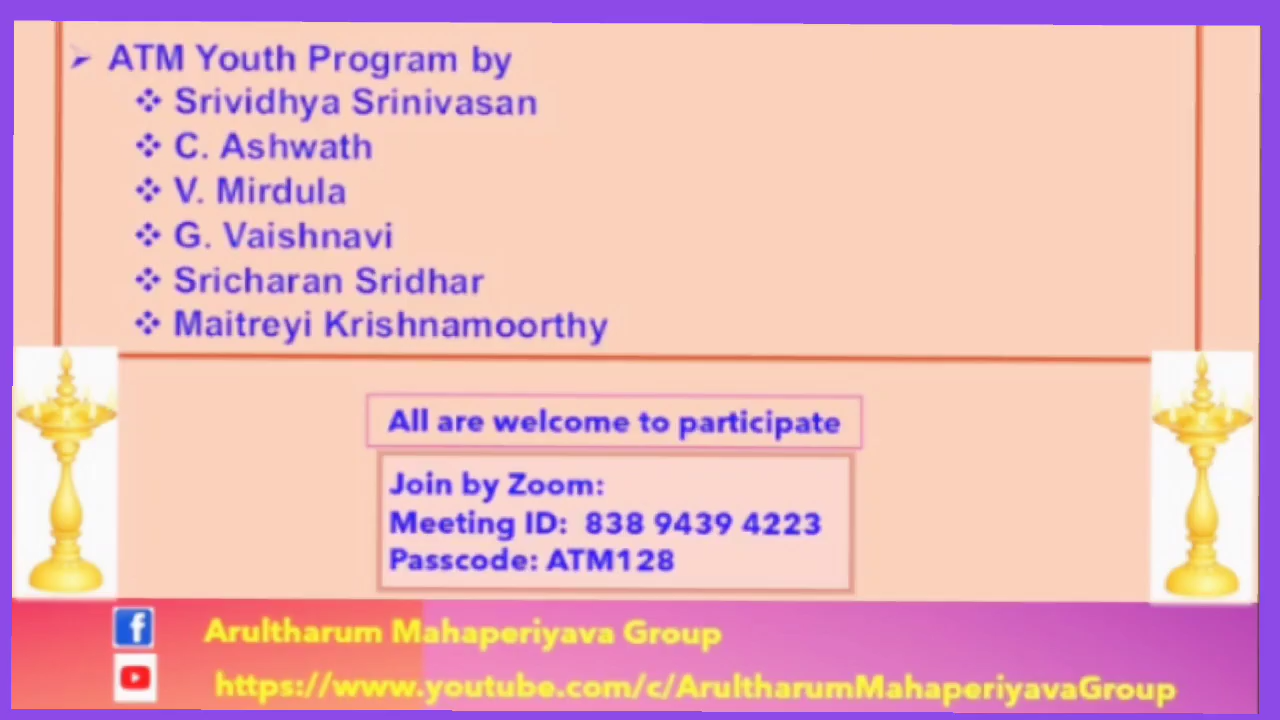 ATM Youth Program by
Srividhya Srinivasan
C. Ashwath
V. Mirdula
G. Vaishnavi
Sricharan Sridhar
Maitreyi Krishnamoorthy
All are welcome to participate
Join by Zoom:
Meeting ID: 838 9439 4223
Passcode: ATM128
Arultharum Mahaperiyava Group
https://www.youtube.com/c/ArultharumMahaperiyavaGroup